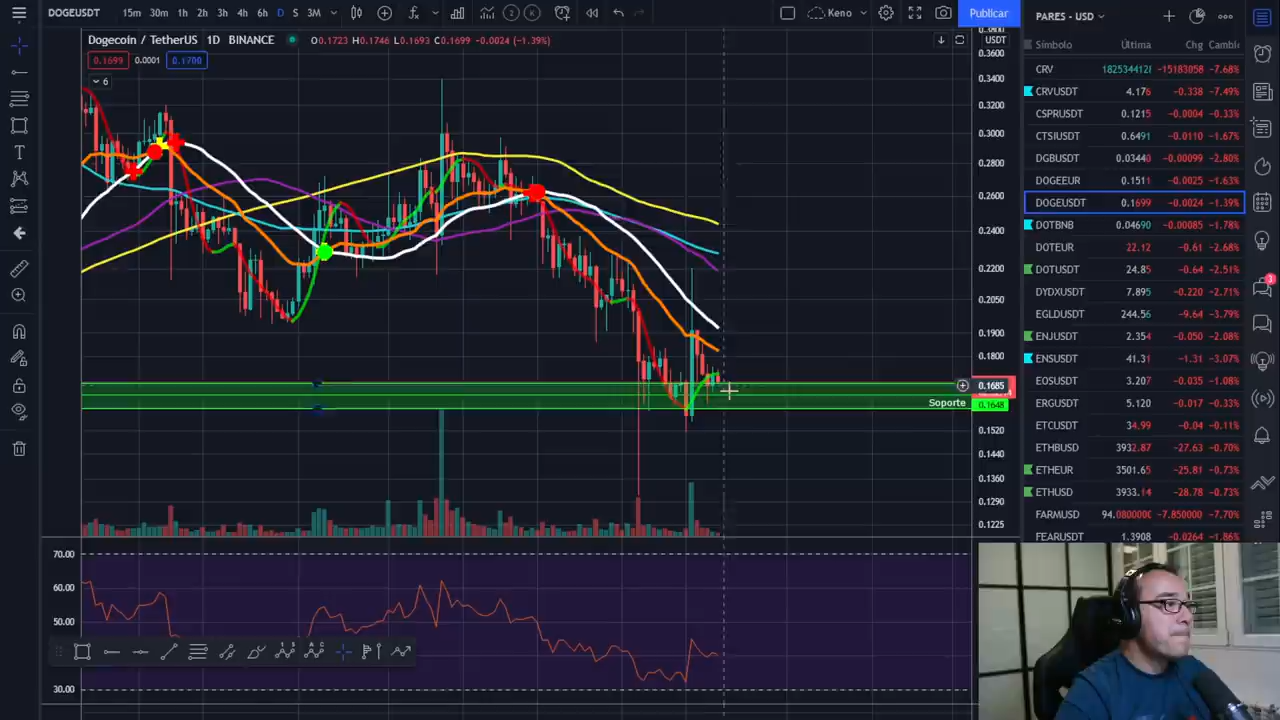 DOGEUSDT 15m 30m 1h 2h 3h 4h 6h D S 3M Keno Publicar
Dogecoin / TetherUS 1D BINANCE O0.1723 H0.1746 L0.1693 C0.1699 -0.0024 (-1.39%)
0.1699 0.0001 0.1700
6
USDT
0.3600
0.3400
0.3200
0.3000
0.2800
0.2600
0.2400
0.2200
0.2050
0.1900
0.1800
0.1685
Soporte 0.1648
0.1520
0.1440
0.1360
0.1290
0.1225
70.00
60.00
50.00
30.00
PARES - USD
Símbolo Última Chg Cambi
CRV 182534412 -15183058 -7.68%
CRVUSDT 4.176 -0.338 -7.49%
CSPRUSDT 0.1215 -0.0004 -0.33%
CTSIUSDT 0.6491 -0.0110 -1.67%
DGBUSDT 0.03440 -0.00099 -2.80%
DOGEEUR 0.1511 -0.0025 -1.63%
DOGEUSDT 0.1699 -0.0024 -1.39%
DOTBNB 0.04690 -0.00085 -1.78%
DOTEUR 22.12 -0.61 -2.68%
DOTUSDT 24.85 -0.64 -2.51%
DYDXUSDT 7.895 -0.220 -2.71%
EGLDUSDT 244.56 -9.64 -3.79%
ENJUSDT 2.354 -0.050 -2.08%
ENSUSDT 41.31 -1.31 -3.07%
EOSUSDT 3.207 -0.035 -1.08%
ERGUSDT 5.120 -0.017 -0.33%
ETCUSDT 34.99 -0.04 -0.11%
ETHBUSD 3932.87 -27.63 -0.70%
ETHEUR 3501.65 -25.81 -0.73%
ETHUSD 3933.14 -28.78 -0.73%
FARMUSD 94.0800000 -7.850000 -7.70%
FEARUSDT 1.3908 -0.0264 -1.86%
3